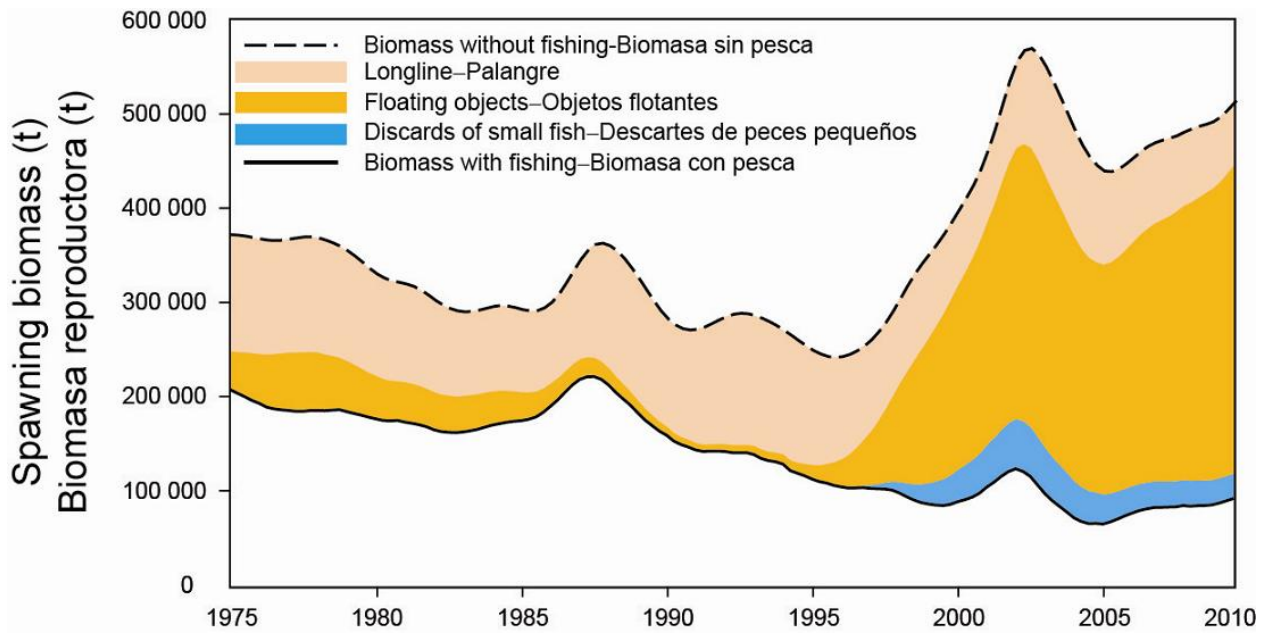 Spawning biomass (t)
Biomasa reproductora (t)
600 000
500 000
400 000
300 000
200 000
100 000
0
Biomass without fishing-Biomasa sin pesca
Longline–Palangre
Floating objects–Objetos flotantes
Discards of small fish–Descartes de peces pequeños
Biomass with fishing–Biomasa con pesca
1975 1980 1985 1990 1995 2000 2005 2010